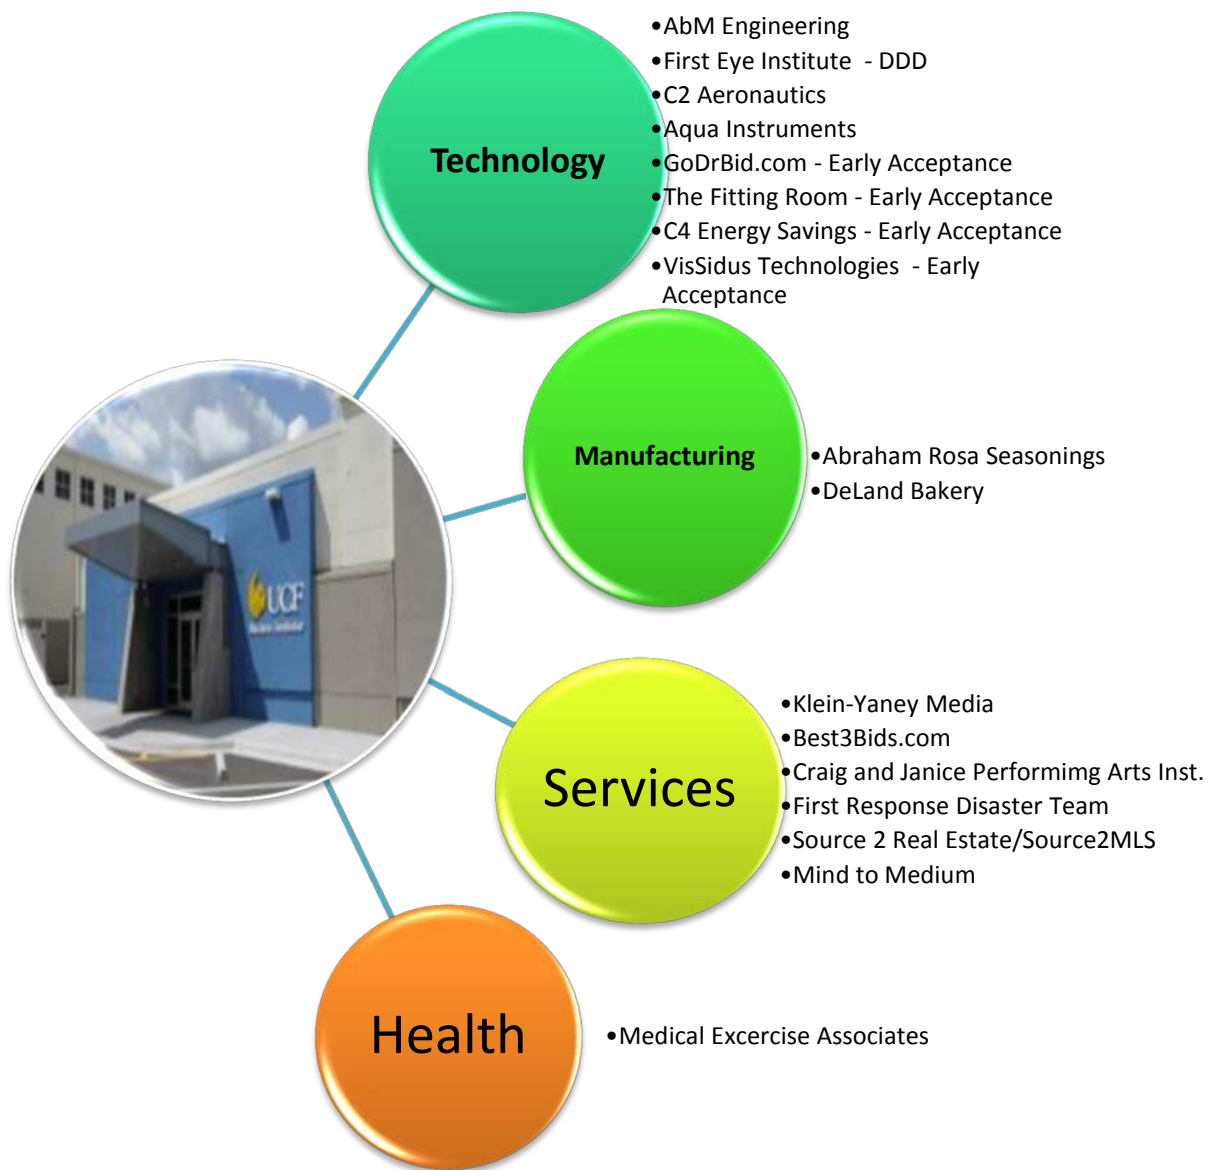 •AbM Engineering
•First Eye Institute - DDD
•C2 Aeronautics
•Aqua Instruments
•GoDrBid.com - Early Acceptance
•The Fitting Room - Early Acceptance
•C4 Energy Savings - Early Acceptance
•VisSidus Technologies - Early
Acceptance
Technology
Manufacturing
•Abraham Rosa Seasonings
•DeLand Bakery
UCF
Services
•Klein-Yaney Media
•Best3Bids.com
•Craig and Janice Performimg Arts Inst.
•First Response Disaster Team
•Source 2 Real Estate/Source2MLS
•Mind to Medium
Health
•Medical Excercise Associates